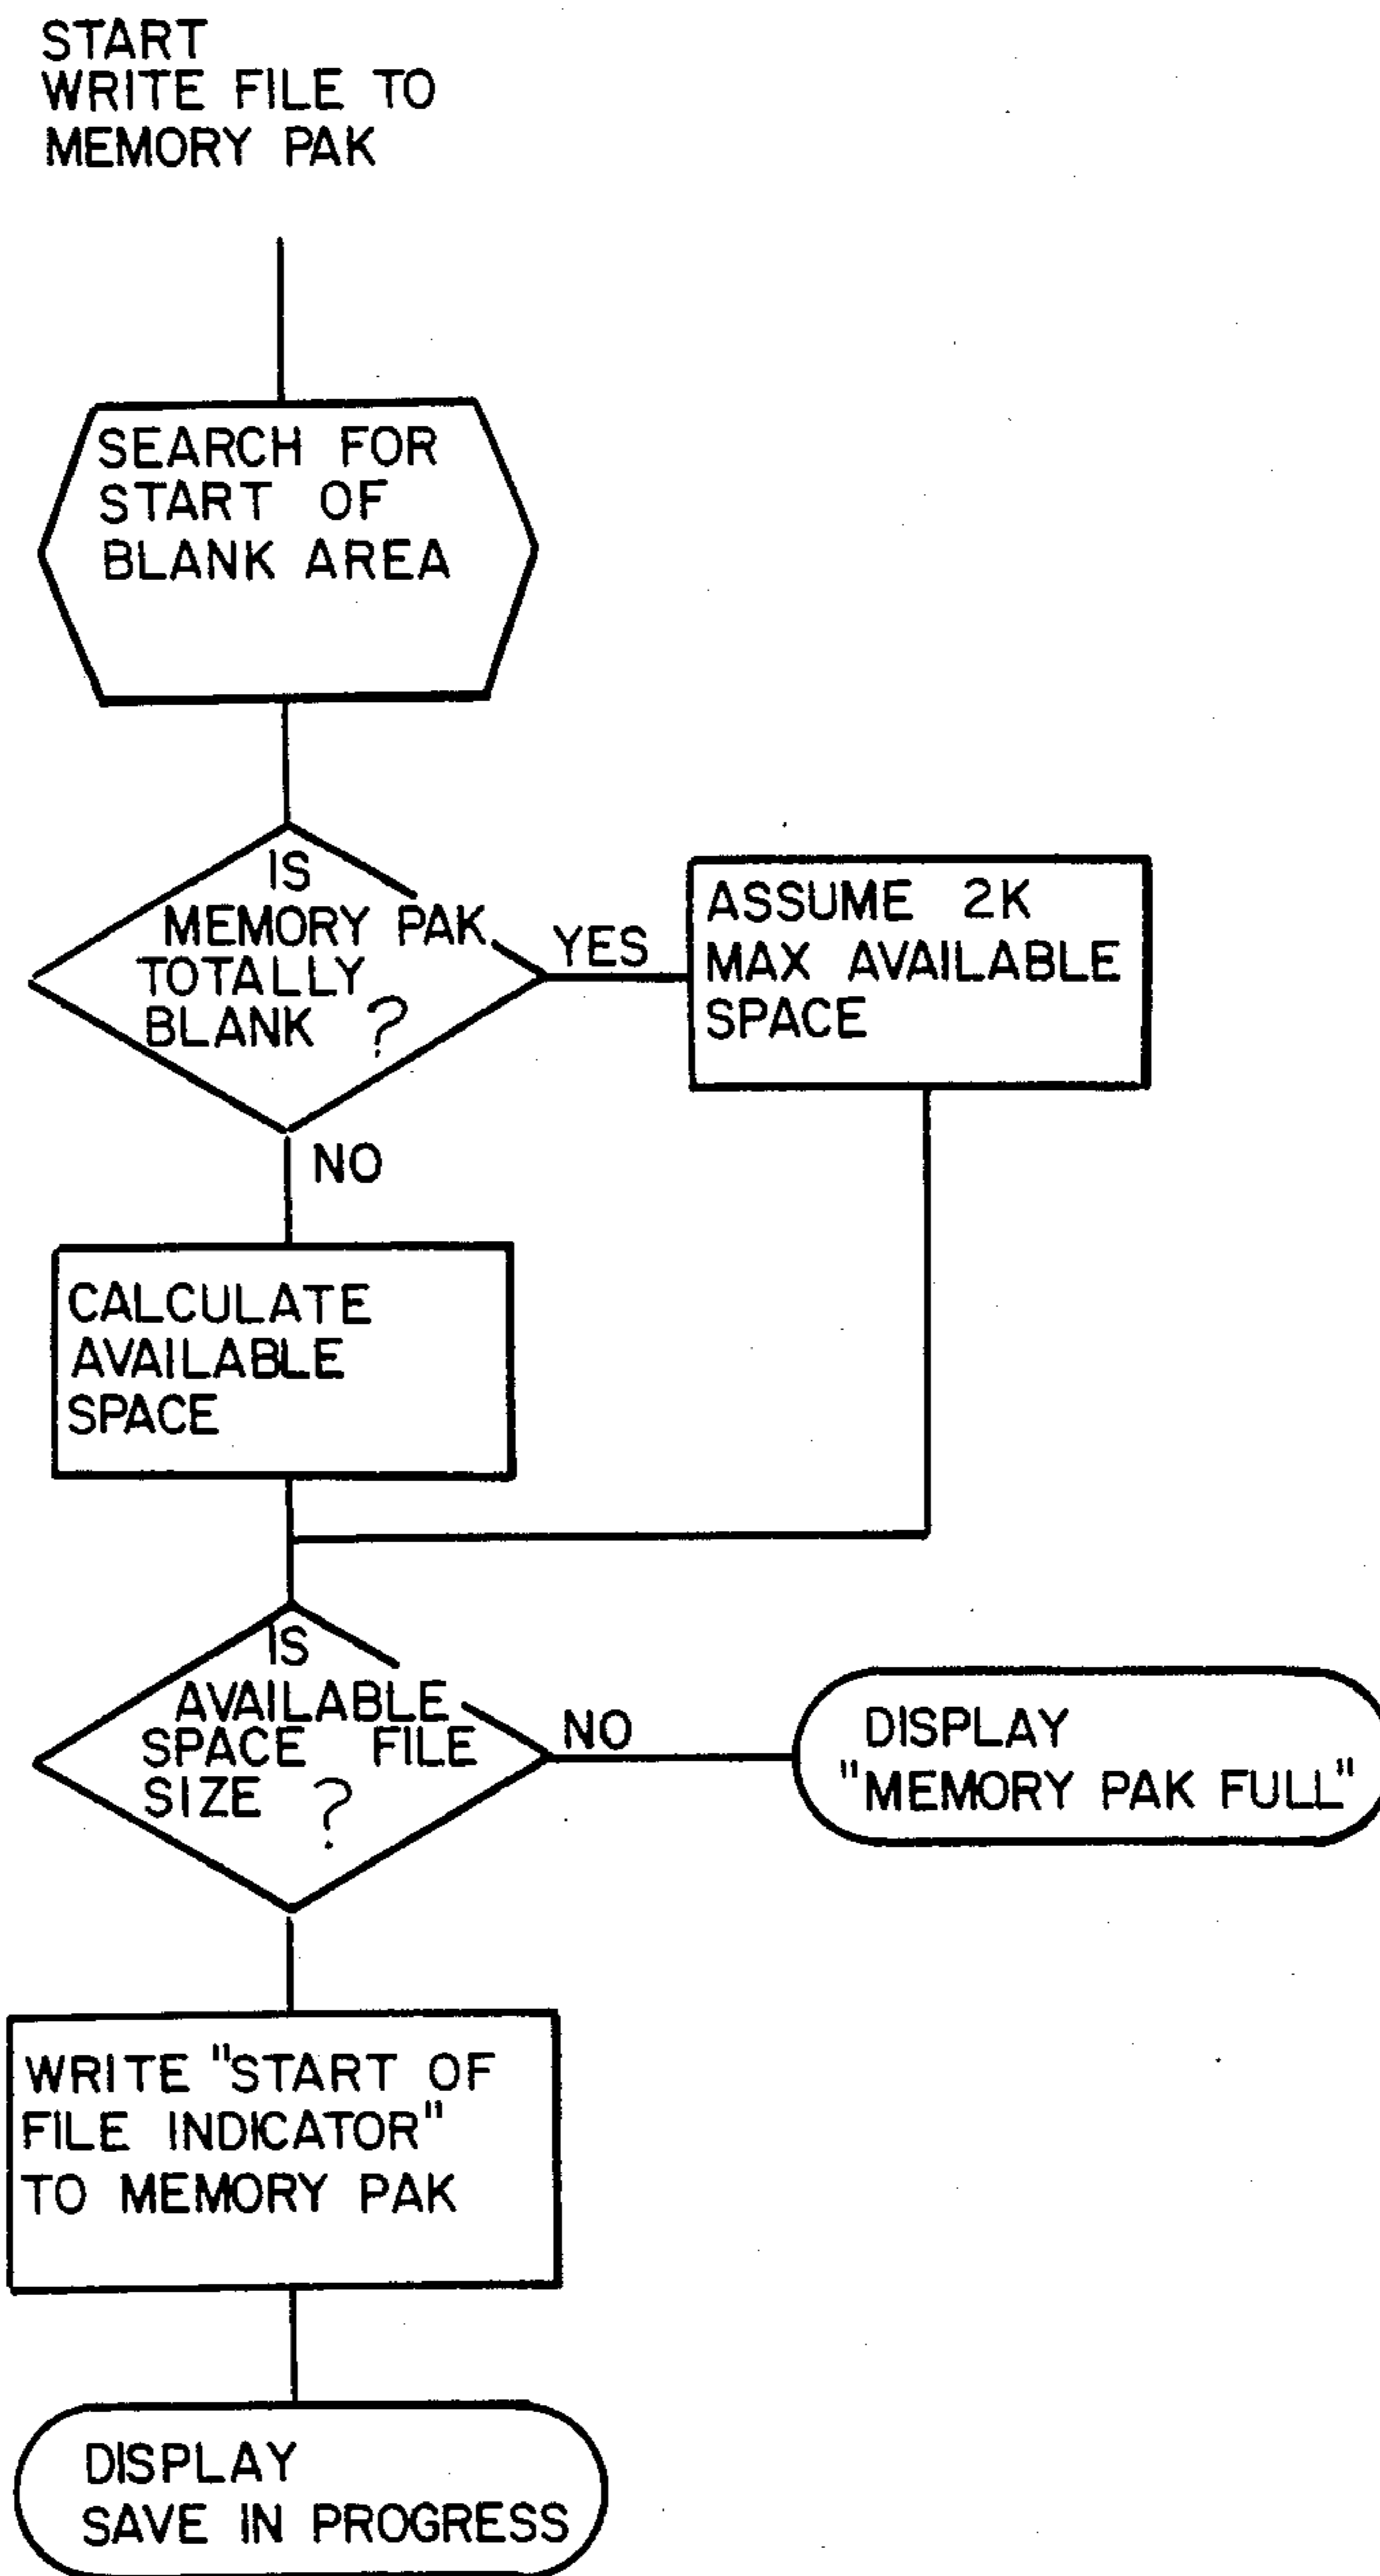 START
WRITE FILE TO
MEMORY PAK
SEARCH FOR
START OF
BLANK AREA
IS
MEMORY PAK
TOTALLY
BLANK ?
YES
ASSUME 2K
MAX AVAILABLE
SPACE
NO
CALCULATE
AVAILABLE
SPACE
IS
AVAILABLE
SPACE FILE
SIZE ?
NO
DISPLAY
"MEMORY PAK FULL"
WRITE "START OF
FILE INDICATOR"
TO MEMORY PAK
DISPLAY
SAVE IN PROGRESS